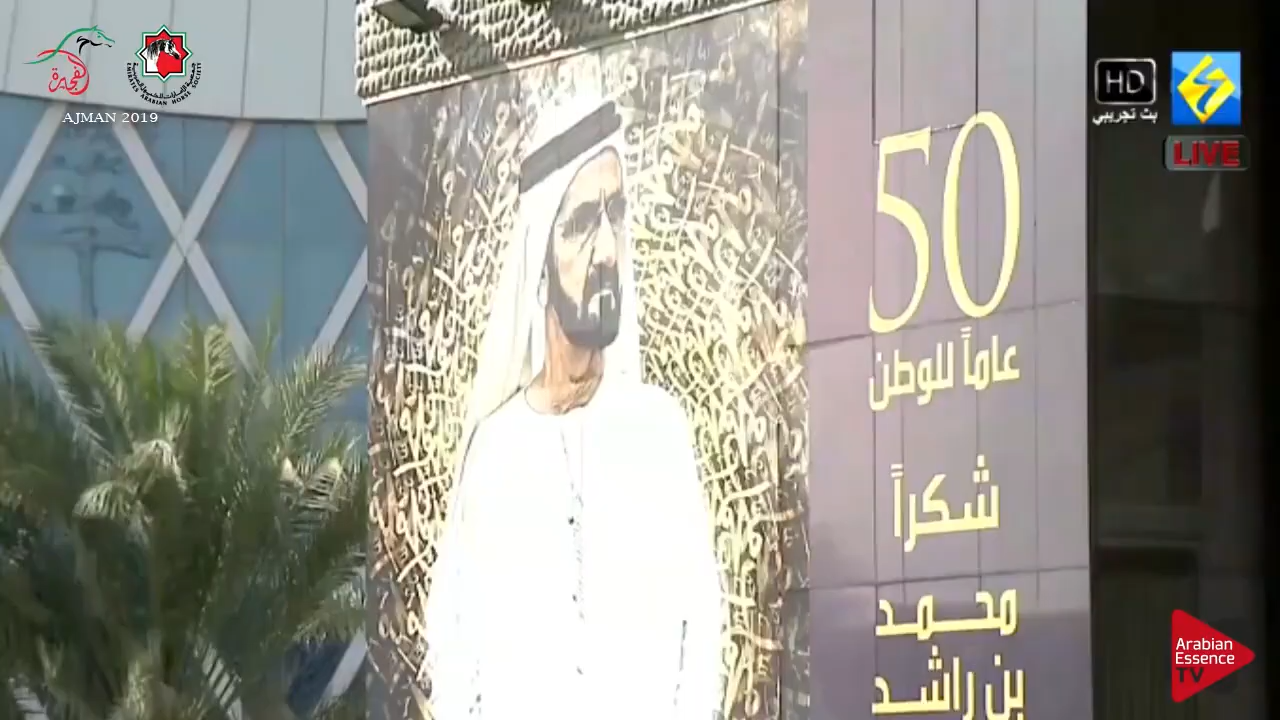 الفجيرة
EMIRATES ARABIAN HORSE SOCIETY
AJMAN 2019
HD
بث تجريبي
LIVE
50
عاماً للوطن
شكراً
محمد
بن راشد
Arabian
Essence
TV